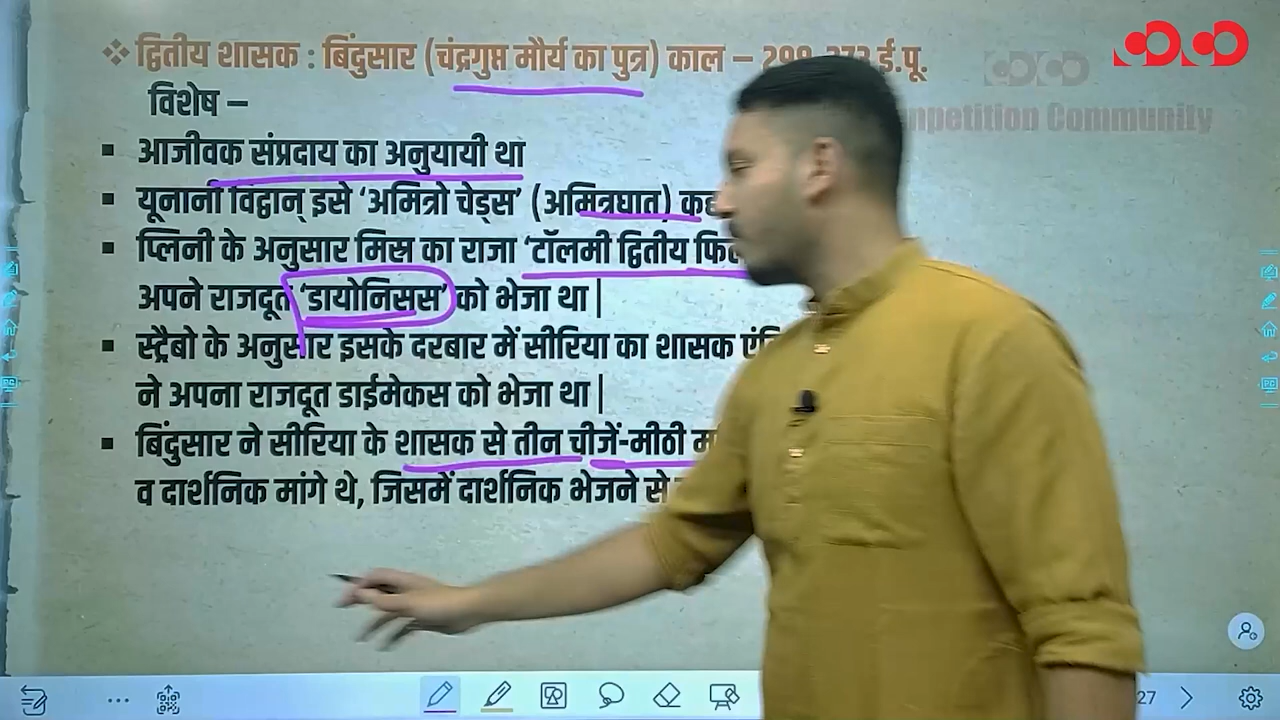 ❖ द्वितीय शासक : बिंदुसार (चंद्रगुप्त मौर्य का पुत्र) काल – ई.पू.
Competition Community
विशेष –
▪ आजीवक संप्रदाय का अनुयायी था
▪ यूनानी विद्वान् इसे ‘अमित्रो चेड्स’ (अमित्रघात)
▪ प्लिनी के अनुसार मिस्र का राजा ‘टॉलमी द्वितीय
अपने राजदूत ‘डायोनिसस’ को भेजा था |
▪ स्ट्रैबो के अनुसार इसके दरबार में सीरिया का शासक
ने अपना राजदूत डाईमेकस को भेजा था |
▪ बिंदुसार ने सीरिया के शासक से तीन चीजें-मीठी
व दार्शनिक मांगे थे, जिसमें दार्शनिक भेजने से
27